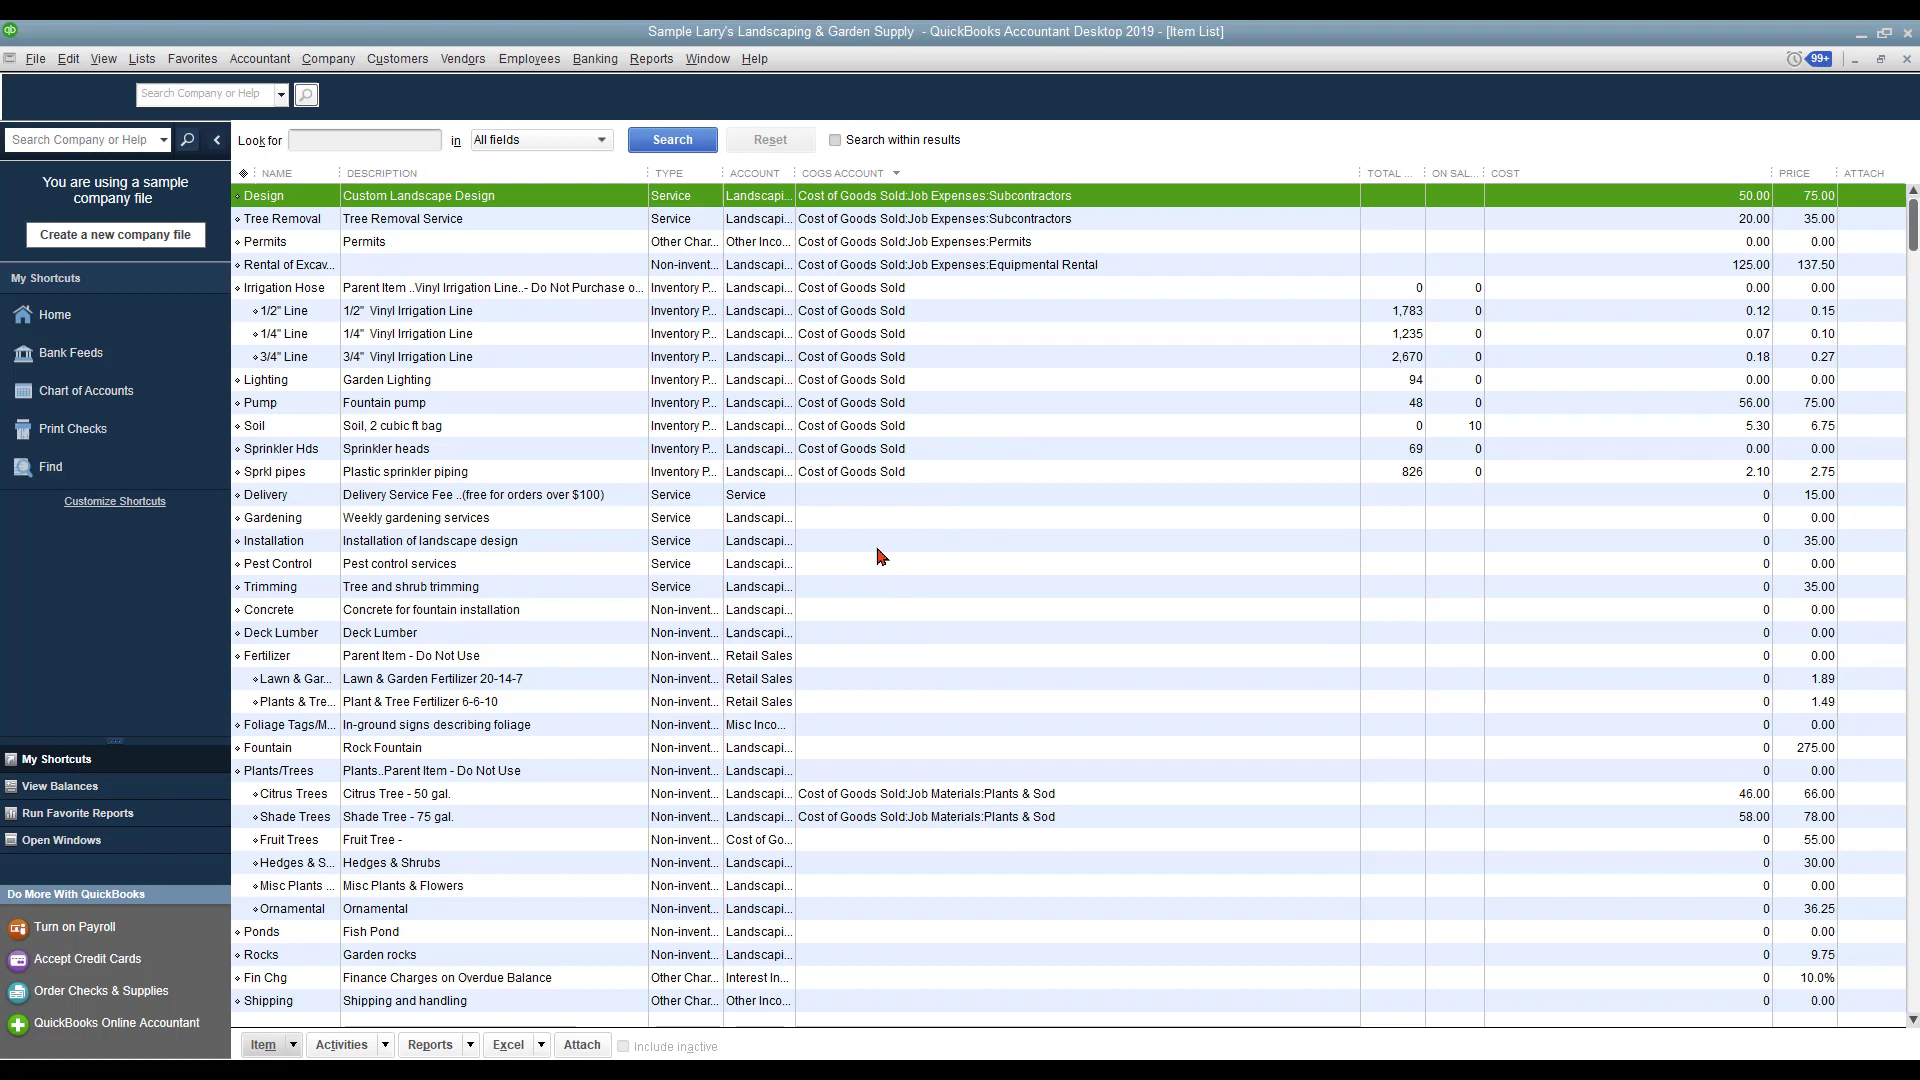 Sample Larry's Landscaping & Garden Supply - QuickBooks Accountant Desktop 2019 - [Item List]
File Edit View Lists Favorites Accountant Company Customers Vendors Employees Banking Reports Window Help 99+
Search Company or Help
Search Company or Help
You are using a sample
company file
Create a new company file
My Shortcuts
Home
Bank Feeds
Chart of Accounts
Print Checks
Find
Customize Shortcuts
My Shortcuts
View Balances
Run Favorite Reports
Open Windows
Do More With QuickBooks
Turn on Payroll
Accept Credit Cards
Order Checks & Supplies
QuickBooks Online Accountant
Look for in All fields Search Reset Search within results
NAME DESCRIPTION TYPE ACCOUNT COGS ACCOUNT TOTAL ... ON SAL... COST PRICE ATTACH
Design Custom Landscape Design Service Landscapi... Cost of Goods Sold:Job Expenses:Subcontractors 50.00 75.00
Tree Removal Tree Removal Service Service Landscapi... Cost of Goods Sold:Job Expenses:Subcontractors 20.00 35.00
Permits Permits Other Char... Other Inco... Cost of Goods Sold:Job Expenses:Permits 0.00 0.00
Rental of Excav... Non-invent... Landscapi... Cost of Goods Sold:Job Expenses:Equipmental Rental 125.00 137.50
Irrigation Hose Parent Item ..Vinyl Irrigation Line..- Do Not Purchase o... Inventory P... Landscapi... Cost of Goods Sold 0 0 0.00 0.00
1/2" Line 1/2" Vinyl Irrigation Line Inventory P... Landscapi... Cost of Goods Sold 1,783 0 0.12 0.15
1/4" Line 1/4" Vinyl Irrigation Line Inventory P... Landscapi... Cost of Goods Sold 1,235 0 0.07 0.10
3/4" Line 3/4" Vinyl Irrigation Line Inventory P... Landscapi... Cost of Goods Sold 2,670 0 0.18 0.27
Lighting Garden Lighting Inventory P... Landscapi... Cost of Goods Sold 94 0 0.00 0.00
Pump Fountain pump Inventory P... Landscapi... Cost of Goods Sold 48 0 56.00 75.00
Soil Soil, 2 cubic ft bag Inventory P... Landscapi... Cost of Goods Sold 0 10 5.30 6.75
Sprinkler Hds Sprinkler heads Inventory P... Landscapi... Cost of Goods Sold 69 0 0.00 0.00
Sprkl pipes Plastic sprinkler piping Inventory P... Landscapi... Cost of Goods Sold 826 0 2.10 2.75
Delivery Delivery Service Fee ..(free for orders over $100) Service Service 0 15.00
Gardening Weekly gardening services Service Landscapi... 0 0.00
Installation Installation of landscape design Service Landscapi... 0 35.00
Pest Control Pest control services Service Landscapi... 0 0.00
Trimming Tree and shrub trimming Service Landscapi... 0 35.00
Concrete Concrete for fountain installation Non-invent... Landscapi... 0 0.00
Deck Lumber Deck Lumber Non-invent... Landscapi... 0 0.00
Fertilizer Parent Item - Do Not Use Non-invent... Retail Sales 0 0.00
Lawn & Gar... Lawn & Garden Fertilizer 20-14-7 Non-invent... Retail Sales 0 1.89
Plants & Tre... Plant & Tree Fertilizer 6-6-10 Non-invent... Retail Sales 0 1.49
Foliage Tags/M... In-ground signs describing foliage Non-invent... Misc Inco... 0 0.00
Fountain Rock Fountain Non-invent... Landscapi... 0 275.00
Plants/Trees Plants..Parent Item - Do Not Use Non-invent... Landscapi... 0 0.00
Citrus Trees Citrus Tree - 50 gal. Non-invent... Landscapi... Cost of Goods Sold:Job Materials:Plants & Sod 46.00 66.00
Shade Trees Shade Tree - 75 gal. Non-invent... Landscapi... Cost of Goods Sold:Job Materials:Plants & Sod 58.00 78.00
Fruit Trees Fruit Tree - Non-invent... Cost of Go... 0 55.00
Hedges & S... Hedges & Shrubs Non-invent... Landscapi... 0 30.00
Misc Plants ... Misc Plants & Flowers Non-invent... Landscapi... 0 0.00
Ornamental Ornamental Non-invent... Landscapi... 0 36.25
Ponds Fish Pond Non-invent... Landscapi... 0 0.00
Rocks Garden rocks Non-invent... Landscapi... 0 9.75
Fin Chg Finance Charges on Overdue Balance Other Char... Interest In... 0 10.0%
Shipping Shipping and handling Other Char... Other Inco... 0 0.00
Item Activities Reports Excel Attach Include inactive